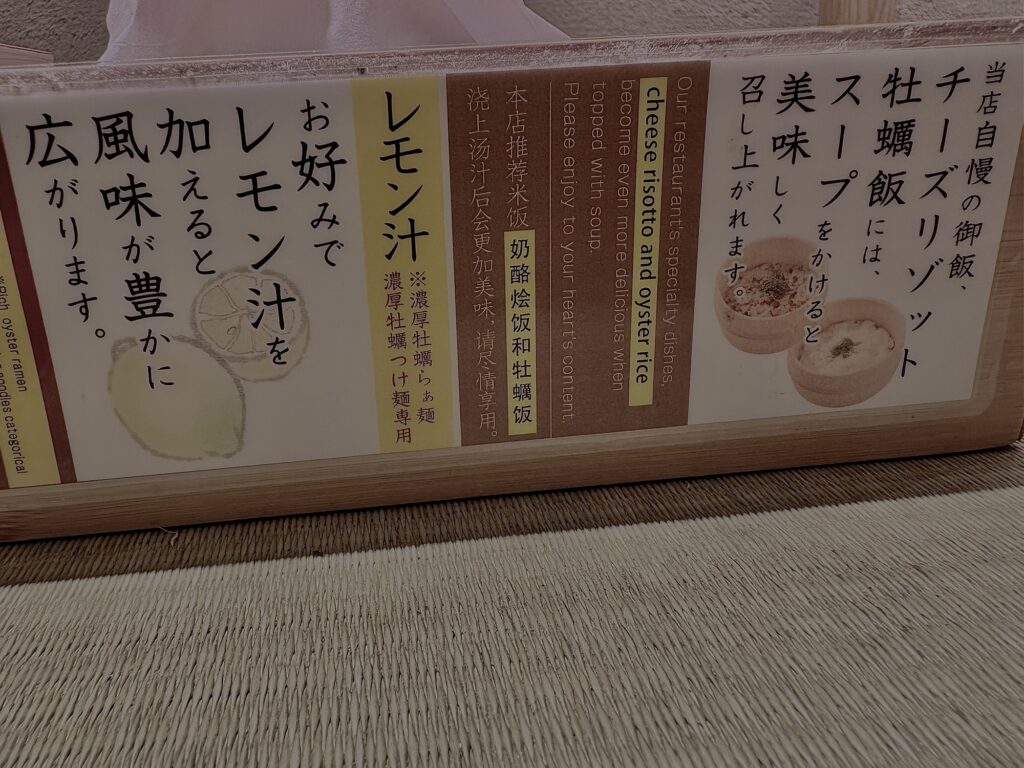 当店自慢の御飯、
チーズリゾット
牡蠣飯には、
スープをかけると
美味しく
召し上がれます。
Our restaurant's specialty dishes,
cheese risotto and oyster rice
become even more delicious when
topped with soup.
Please enjoy to your heart's content.
本店推荐米饭 奶酪烩饭和牡蠣饭
浇上汤汁后会更加美味,请尽情享用。
レモン汁
※濃厚牡蠣らぁ麺
濃厚牡蠣つけ麺専用
お好みで
レモン汁を
加えると
風味が豊かに
広がります。
oyster ramen
noodles categorical